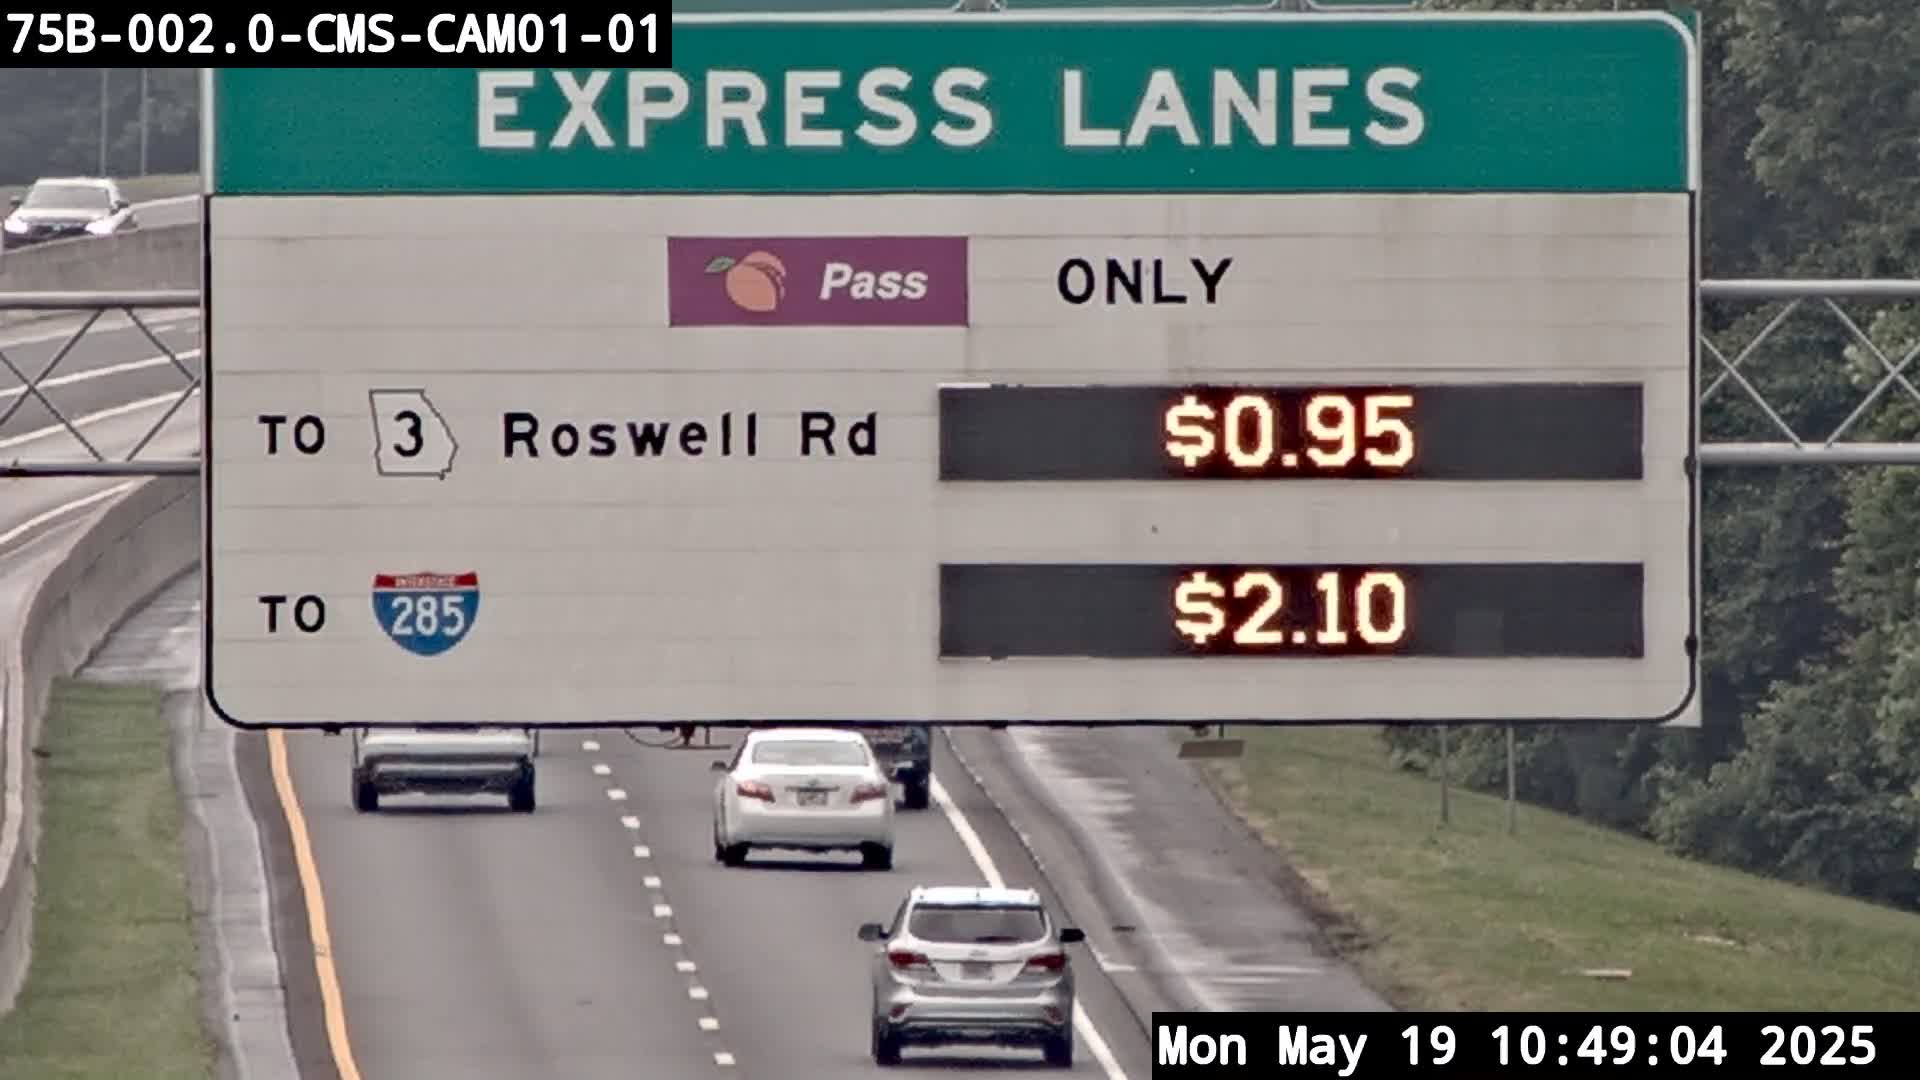 75B-002.0-CMS-CAM01-01
EXPRESS LANES
Pass ONLY
TO 3 Roswell Rd $0.95
INTERSTATE
TO 285 $2.10
Mon May 19 10:49:04 2025